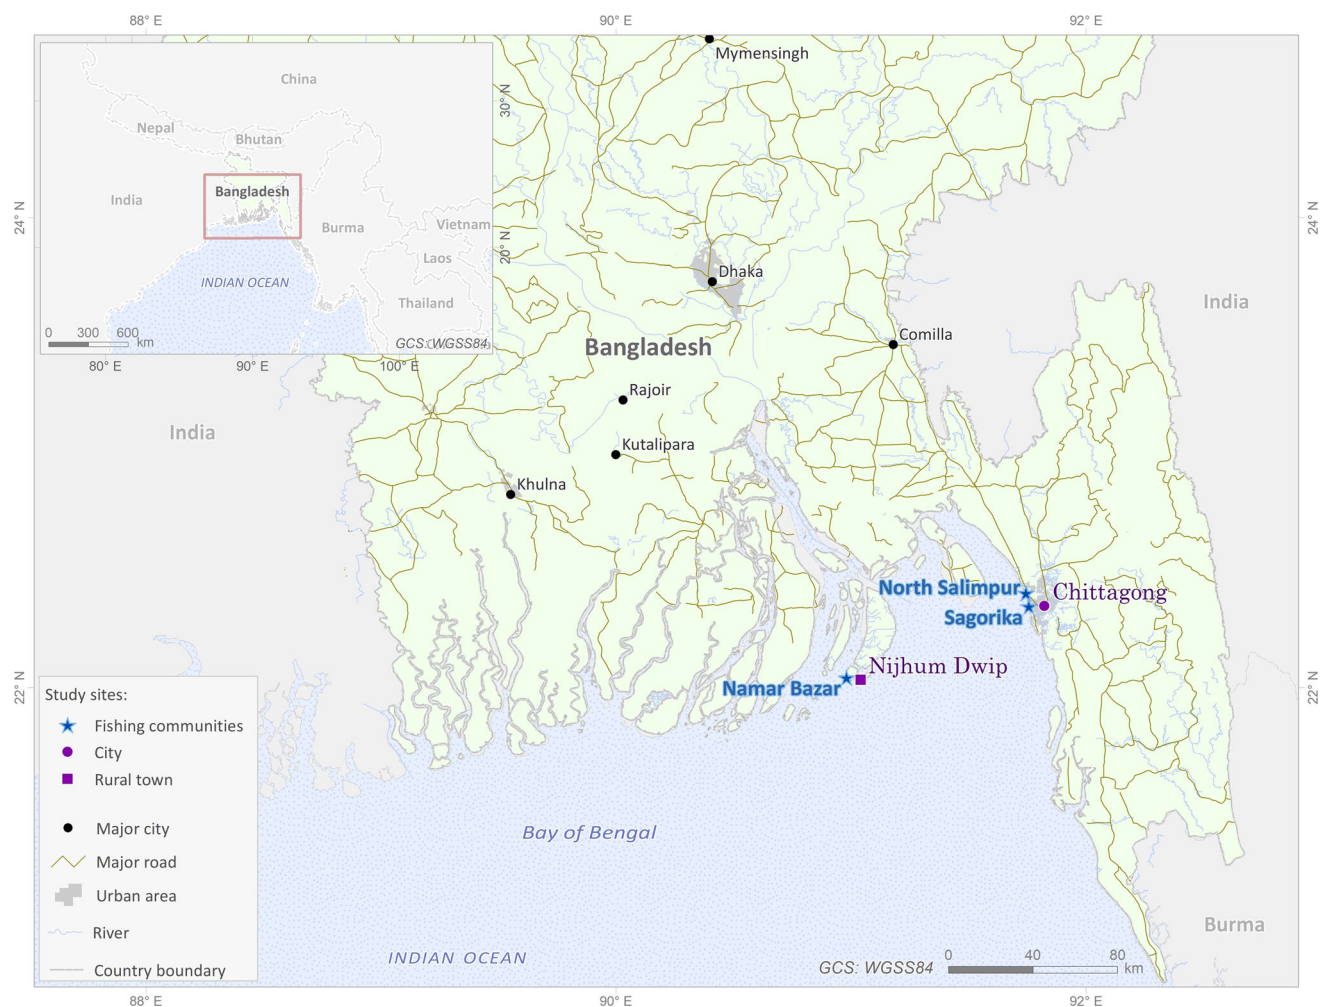 88° E
90° E
92° E
Mymensingh
China
30° N
Nepal
Bhutan
Bangladesh
India
Burma
Vietnam
20° N
Laos
INDIAN OCEAN
Thailand
0 300 600
km
GCS: WGSS84
80° E
90° E
100° E
24° N
24° N
Dhaka
India
Comilla
Bangladesh
Rajoir
India
Kutalipara
Khulna
North Salimpur
Chittagong
Sagorika
Nijhum Dwip
Namar Bazar
22° N
22° N
Study sites:
Fishing communities
City
Rural town
Major city
Major road
Urban area
River
Country boundary
Bay of Bengal
Burma
INDIAN OCEAN
GCS: WGSS84
0 40 80
km
88° E
90° E
92° E